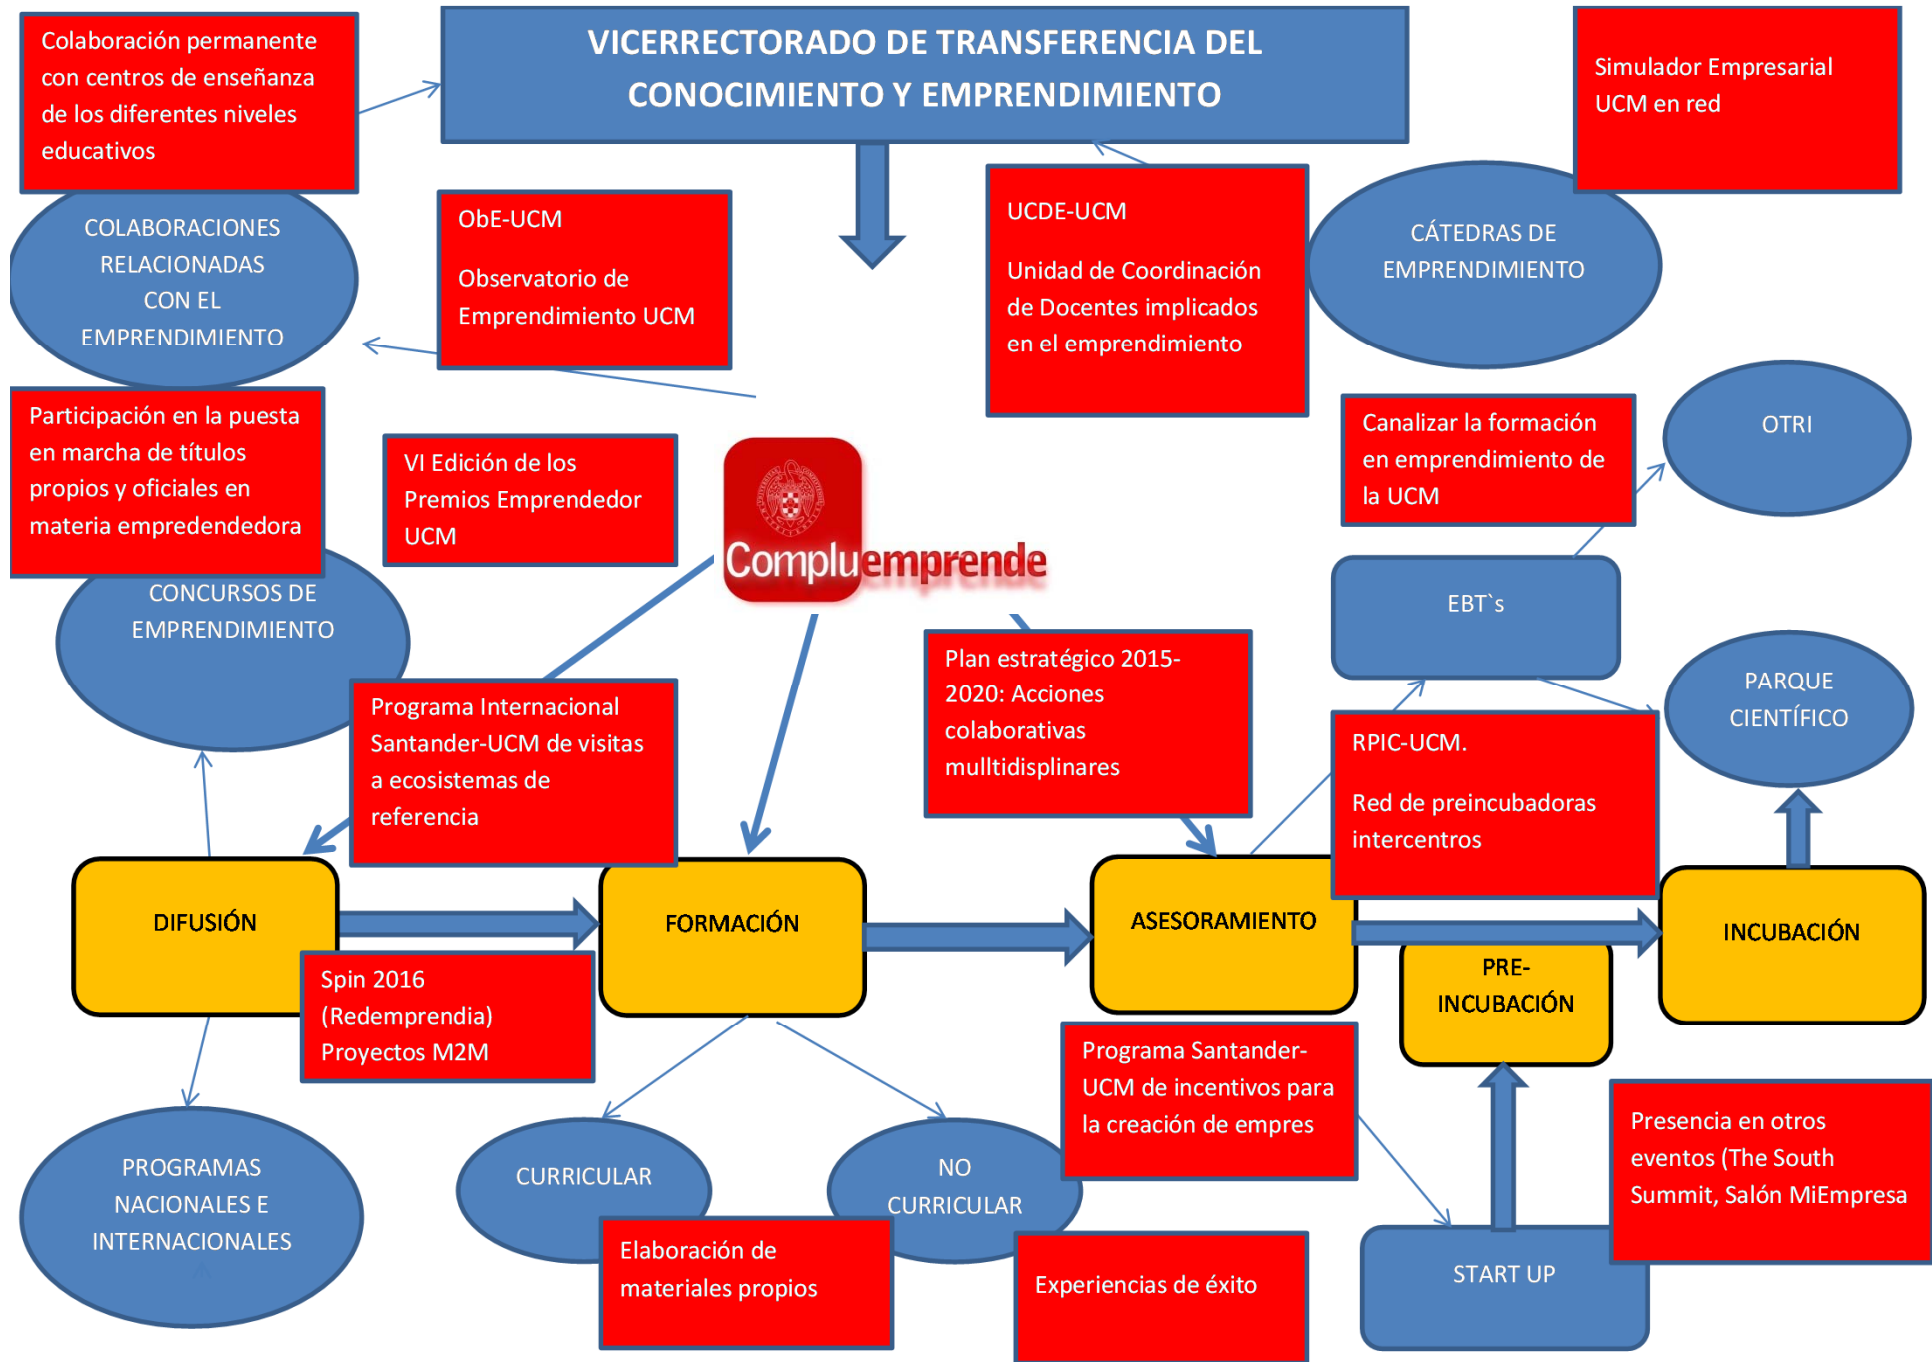 Colaboración permanente
con centros de enseñanza
de los diferentes niveles
educativos
VICERRECTORADO DE TRANSFERENCIA DEL
CONOCIMIENTO Y EMPRENDIMIENTO
Simulador Empresarial
UCM en red
COLABORACIONES
RELACIONADAS
CON EL
EMPRENDIMIENTO
ObE-UCM
Observatorio de
Emprendimiento UCM
UCDE-UCM
Unidad de Coordinación
de Docentes implicados
en el emprendimiento
CÁTEDRAS DE
EMPRENDIMIENTO
Participación en la puesta
en marcha de títulos
propios y oficiales en
materia empredendedora
VI Edición de los
Premios Emprendedor
UCM
Compluemprende
Canalizar la formación
en emprendimiento de
la UCM
OTRI
CONCURSOS DE
EMPRENDIMIENTO
EBT`s
Programa Internacional
Santander-UCM de visitas
a ecosistemas de
referencia
Plan estratégico 2015-
2020: Acciones
colaborativas
mulltidisplinares
RPIC-UCM.
Red de preincubadoras
intercentros
PARQUE
CIENTÍFICO
DIFUSIÓN
FORMACIÓN
ASESORAMIENTO
PRE-
INCUBACIÓN
INCUBACIÓN
Spin 2016
(Redemprendia)
Proyectos M2M
Programa Santander-
UCM de incentivos para
la creación de empres
Presencia en otros
eventos (The South
Summit, Salón MiEmpresa
PROGRAMAS
NACIONALES E
INTERNACIONALES
CURRICULAR
NO
CURRICULAR
Elaboración de
materiales propios
Experiencias de éxito
START UP